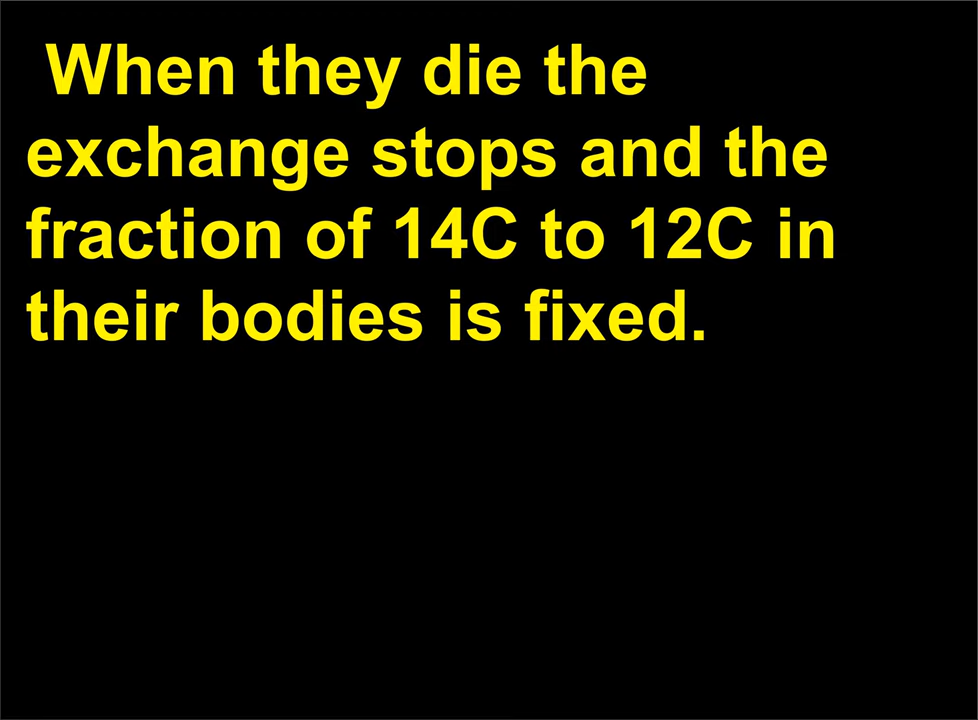 When they die the
exchange stops and the
fraction of 14C to 12C in
their bodies is fixed.